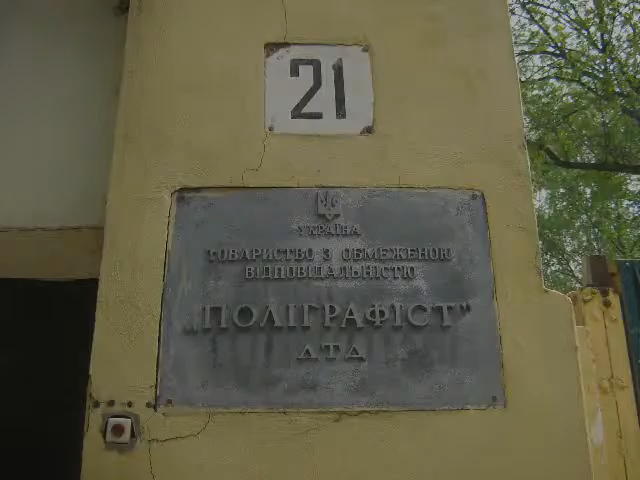 21
УКРАЇНА
ТОВАРИСТВО З ОБМЕЖЕНОЮ
ВІДПОВІДАЛЬНІСТЮ
„ПОЛІГРАФІСТ"
ЛТД